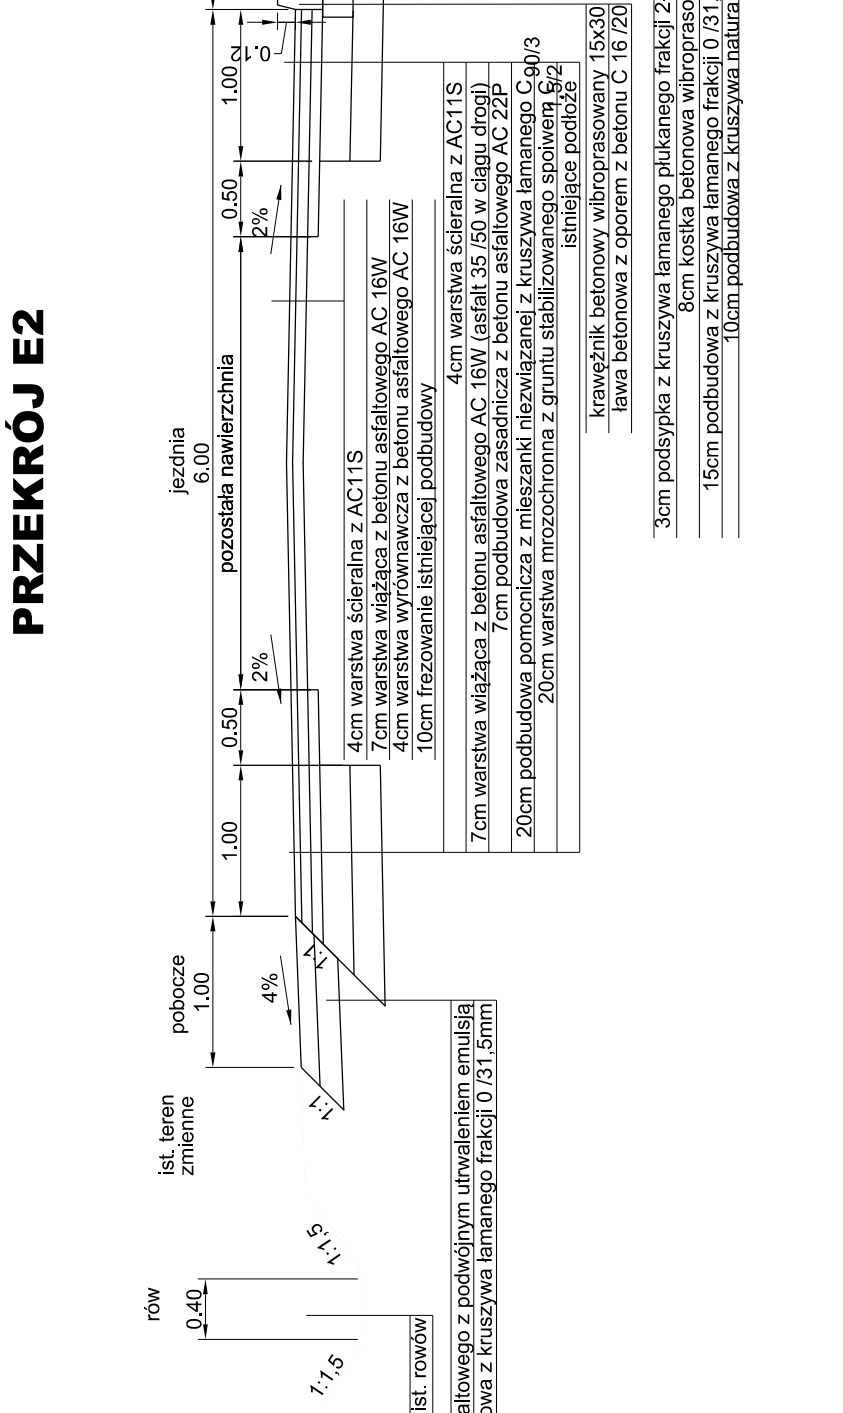 PRZEKRÓJ E2
rów
0.40
ist. teren
zmienne
pobocze
1.00
jezdnia
6.00
pozostała nawierzchnia
1.00
0.50
0.50
1.00
0.12
4%
2%
2%
1:1,5
1:1,5
1:1
1:1
4cm warstwa ścieralna z AC11S
7cm warstwa wiążąca z betonu asfaltowego AC 16W
4cm warstwa wyrównawcza z betonu asfaltowego AC 16W
10cm frezowanie istniejącej podbudowy
4cm warstwa ścieralna z AC11S
7cm warstwa wiążąca z betonu asfaltowego AC 16W (asfalt 35 /50 w ciągu drogi)
7cm podbudowa zasadnicza z betonu asfaltowego AC 22P
20cm podbudowa pomocnicza z mieszanki niezwiązanej z kruszywa łamanego C 90/3
20cm warstwa mrozochronna z gruntu stabilizowanego spoiwem C 1,5/2
istniejące podłoże
krawężnik betonowy wibroprasowany 15x30
ława betonowa z oporem z betonu C 16 /20
3cm podsypka z kruszywa łamanego płukanego frakcji 2-
8cm kostka betonowa wibropraso
15cm podbudowa z kruszywa łamanego frakcji 0 /31,
10cm podbudowa z kruszywa natura
ist. rowów
altowego z podwójnym utrwaleniem emulsją
owa z kruszywa łamanego frakcji 0 /31,5mm